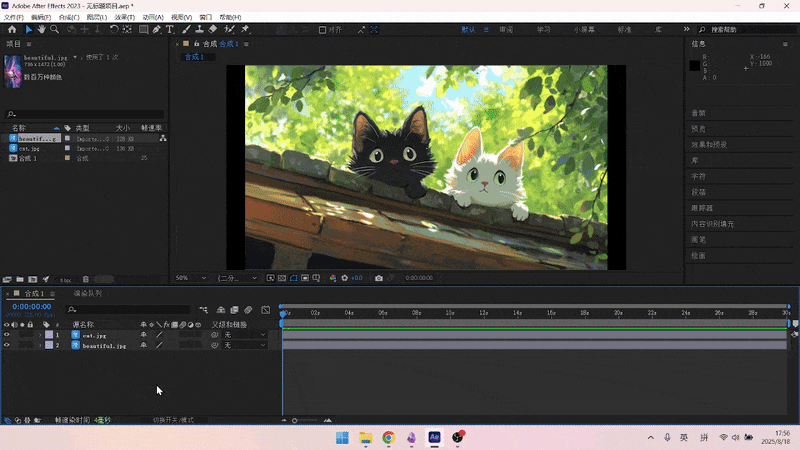 Adobe After Effects 2023 - 无标题项目.aep *
文件(F) 编辑(E) 合成(C) 图层(L) 效果(T) 动画(A) 视图(V) 窗口 帮助(H)
对齐
默认 审阅 学习 小屏幕 标准 库
搜索帮助
项目
合成 合成 1
信息
合成 1
beautiful.jpg , 使用了 1 次
736 x 1472 (1.00)
数百万种颜色
R :
G :
B :
A : 0
X : -166
Y : 1000
音频
预览
效果和预设
库
字符
段落
跟踪器
内容识别填充
画笔
绘画
名称 类型 大小 帧速率
beautif...g Importe...G
cat.jpg Importe...G
合成 1 合成 25
8 bpc
50% (二分... +0.0 0:00:00:00
合成 1 渲染队列
0:00:00:00
# 源名称 父级和链接
1 cat.jpg 无
2 beautiful.jpg 无
02s 04s 06s 08s 10s 12s 14s 16s 18s 20s 22s 24s 26s 28s 30s
帧渲染时间 4毫秒 切换开关/模式
英 拼
17:56
2025/8/18